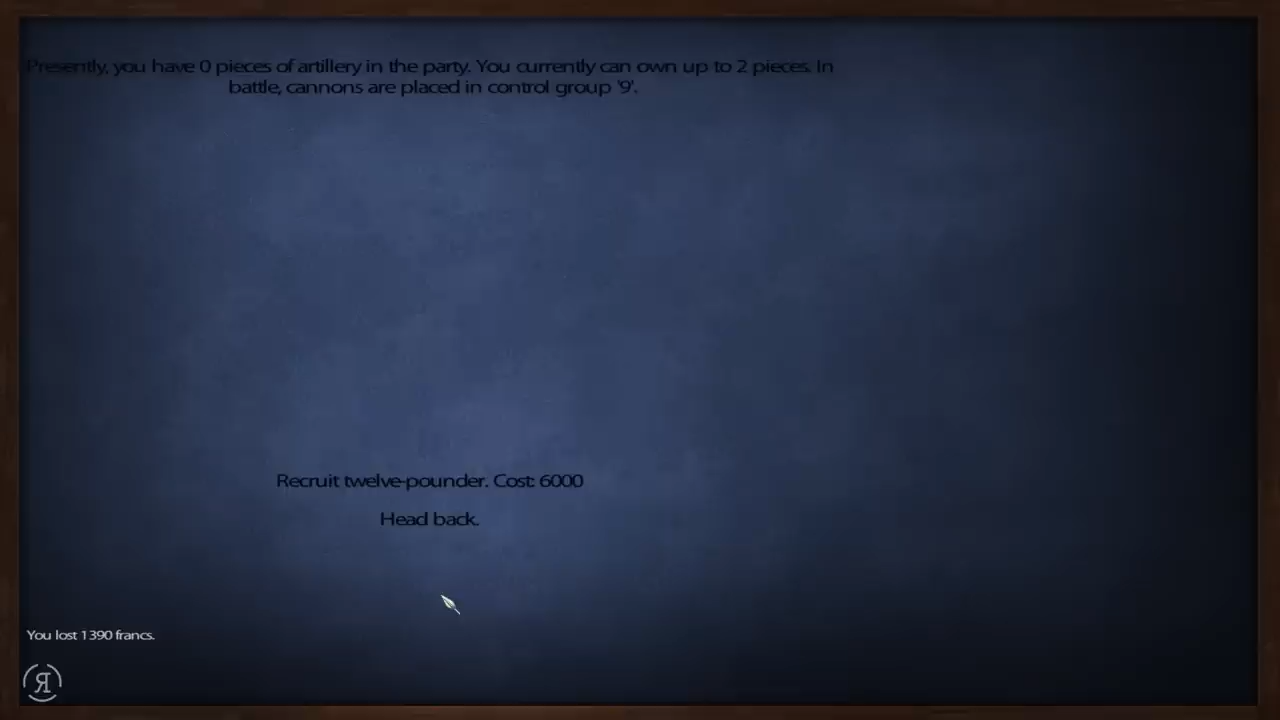 Presently, you have 0 pieces of artillery in the party. You currently can own up to 2 pieces. In
battle, cannons are placed in control group '9'.
Recruit twelve-pounder. Cost: 6000
Head back.
You lost 1390 francs.
Я